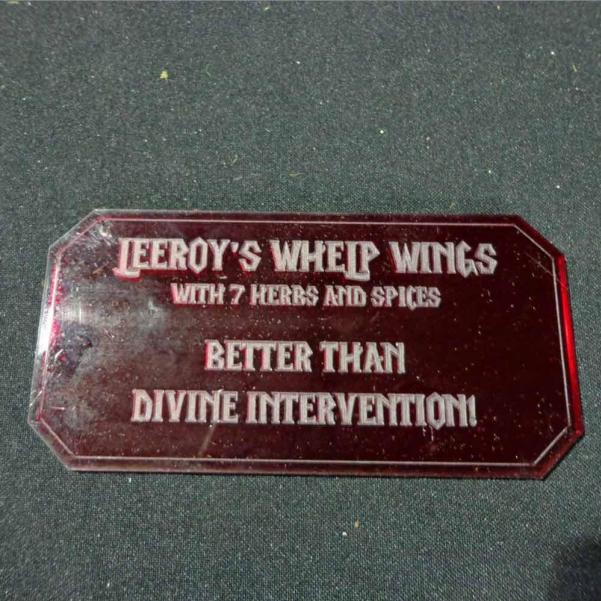 LEEROY'S WHELP WINGS
WITH 7 HERBS AND SPICES
BETTER THAN
DIVINE INTERVENTION!